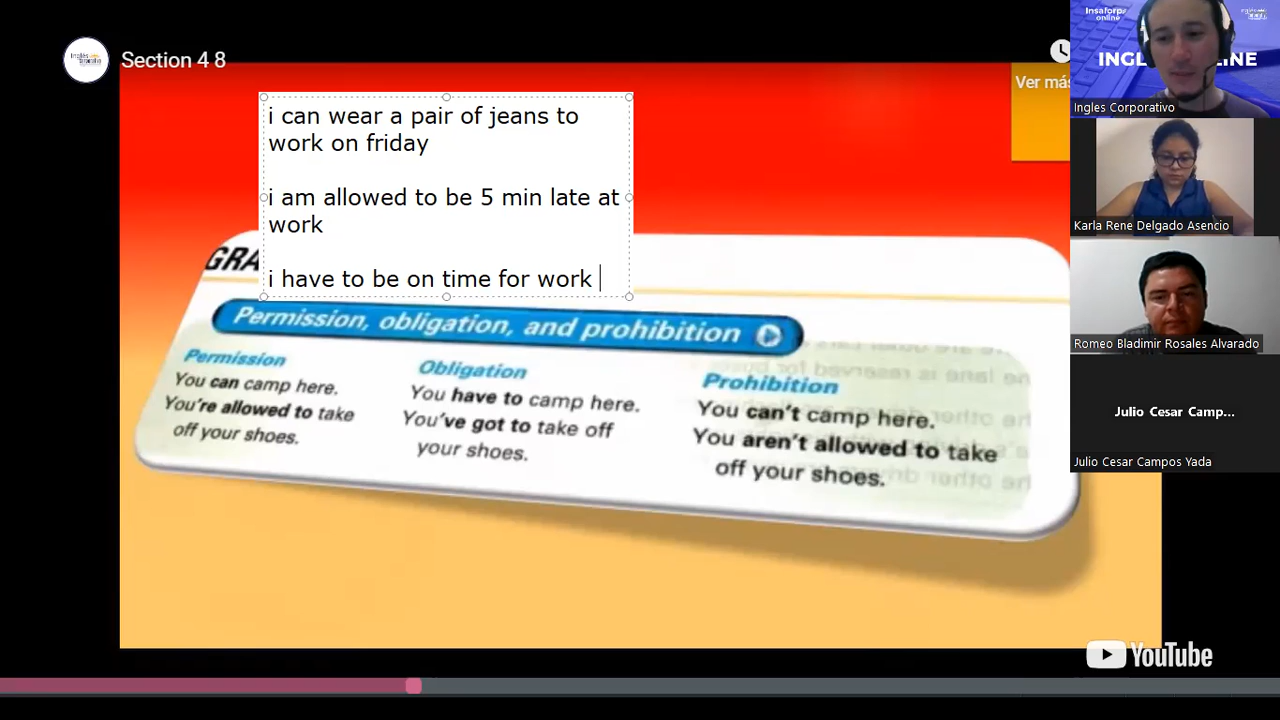 Section 4 8
Ver más
i can wear a pair of jeans to
work on friday
i am allowed to be 5 min late at
work
i have to be on time for work
GRA
Permission, obligation, and prohibition
Permission
You can camp here.
You're allowed to take
off your shoes.
Obligation
You have to camp here.
You've got to take off
your shoes.
Prohibition
You can't camp here.
You aren't allowed to take
off your shoes.
Insaforp
online
INGL
NLINE
Ingles Corporativo
Karla Rene Delgado Asencio
Romeo Bladimir Rosales Alvarado
Julio Cesar Camp...
Julio Cesar Campos Yada
YouTube